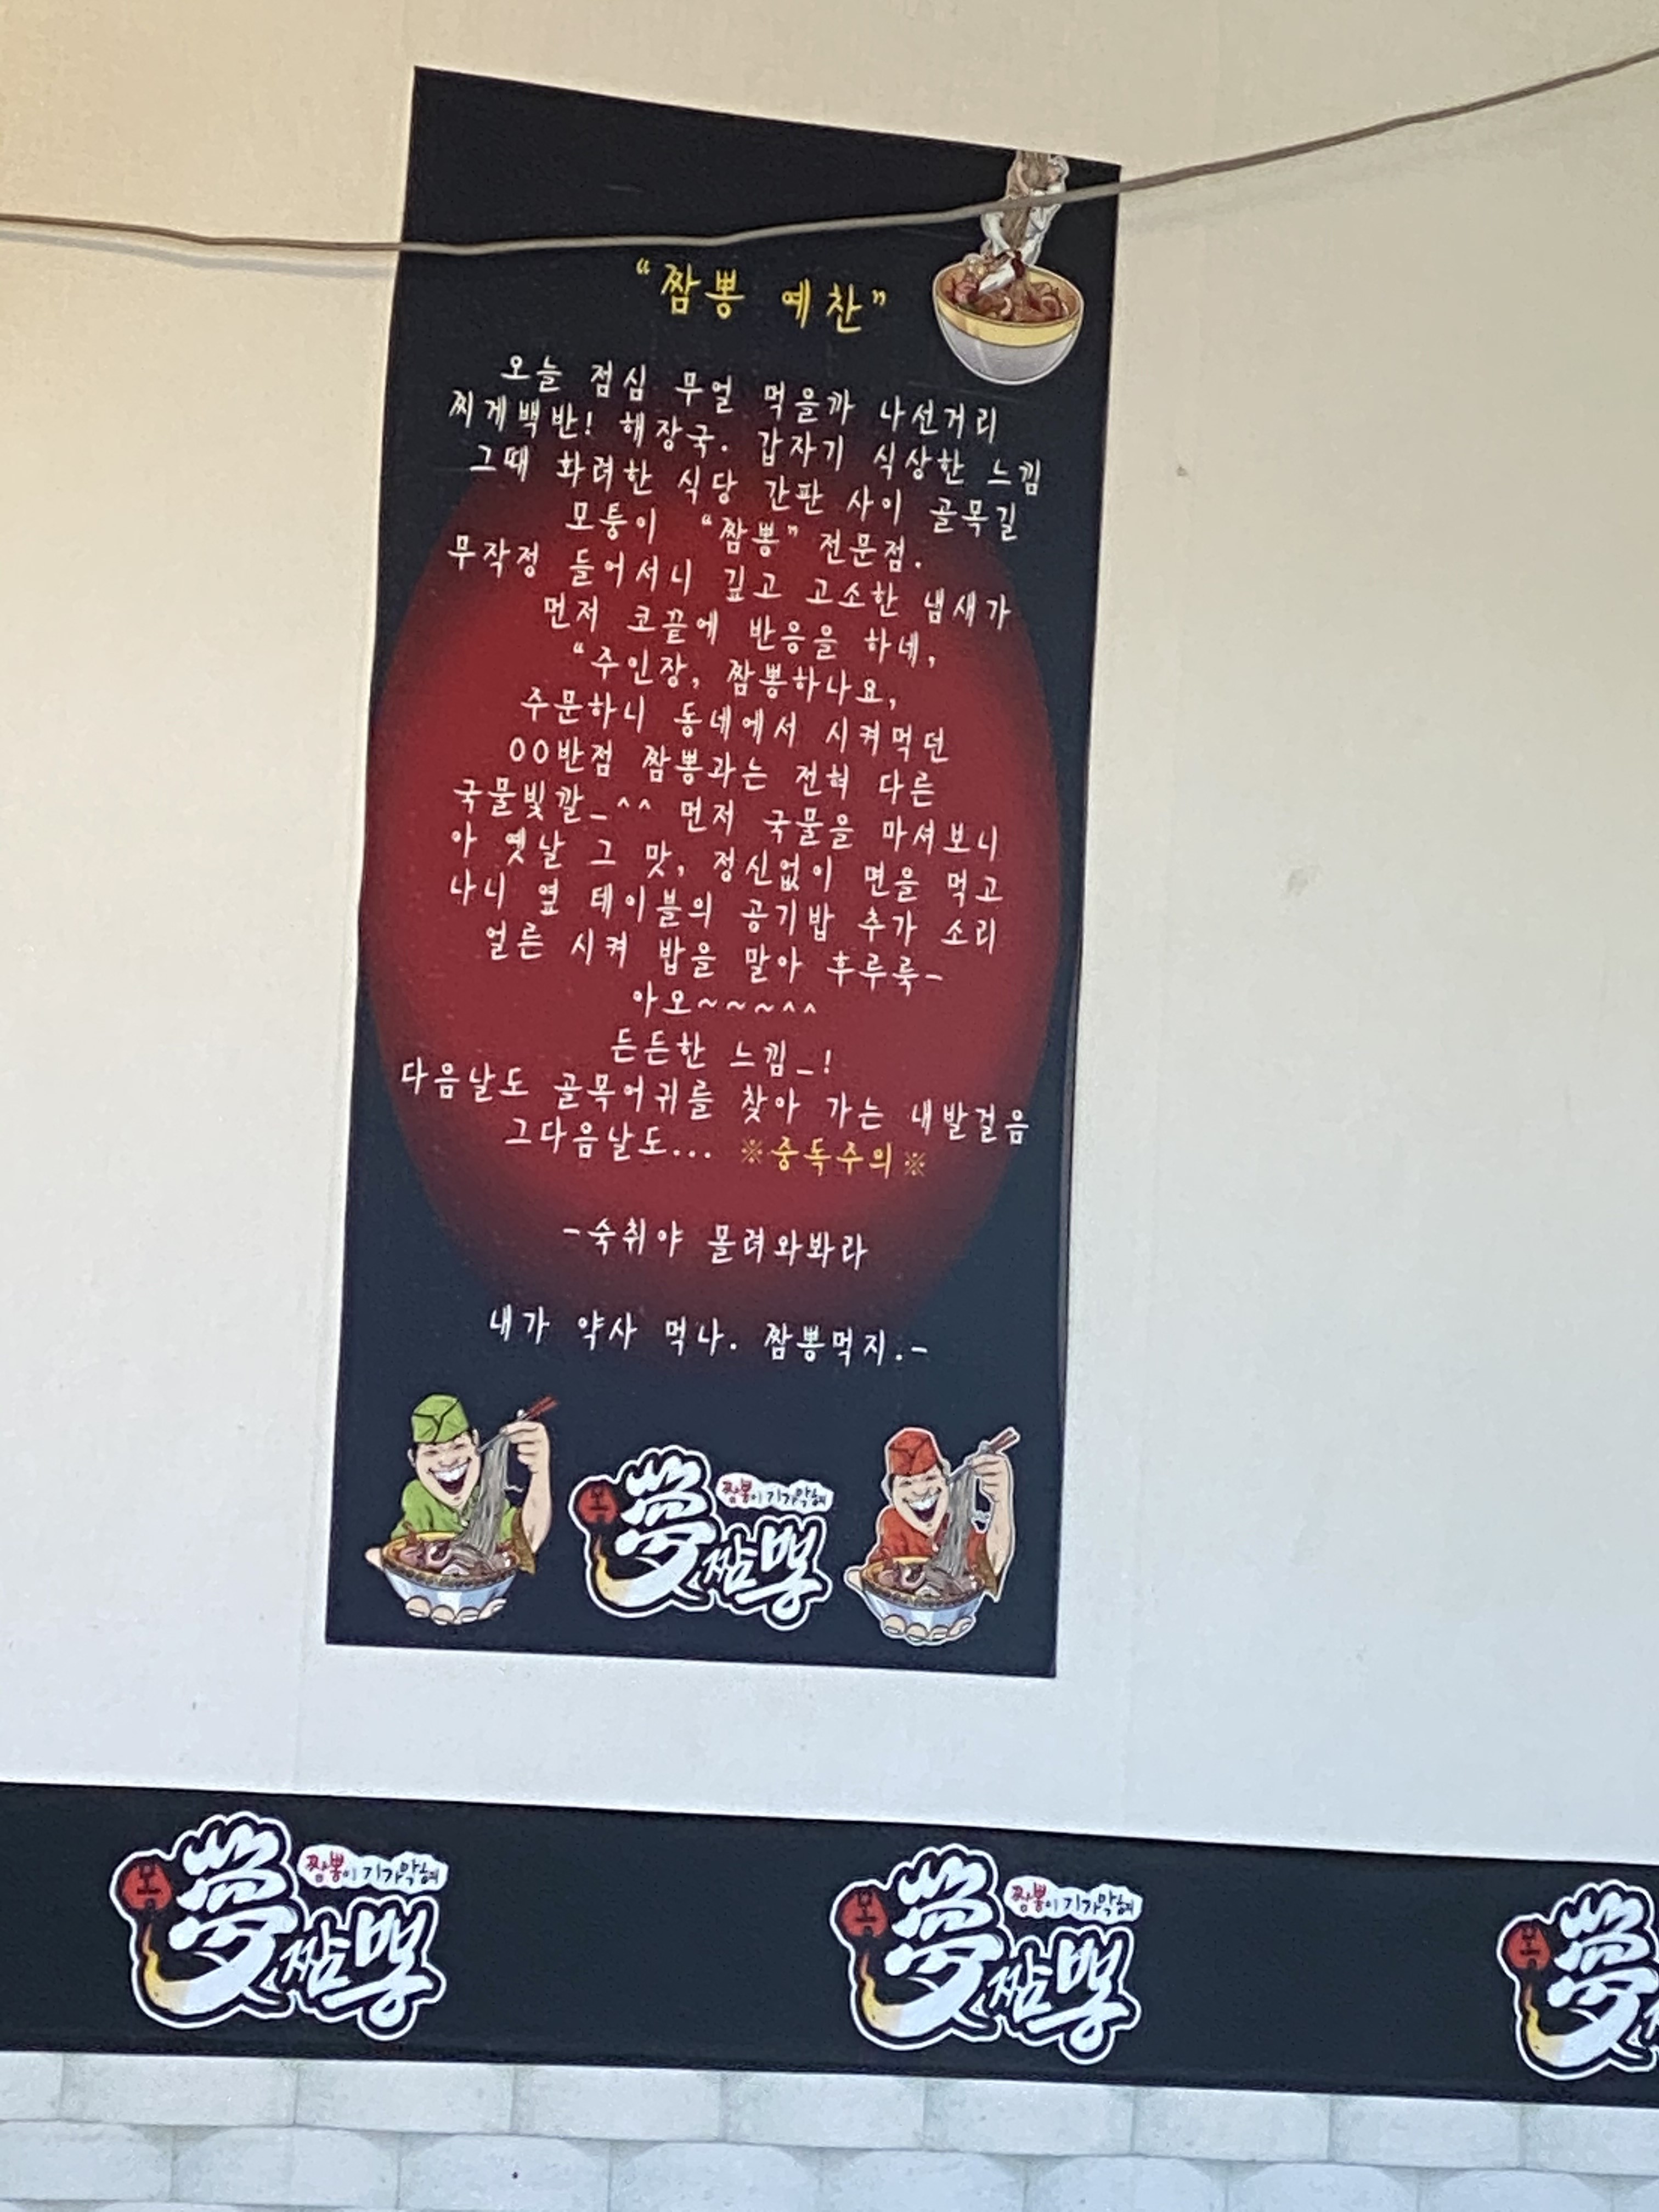 "짬뽕 예찬"
오늘 점심 무얼 먹을까 나선거리
찌게백반! 해장국. 갑자기 식상한 느낌
그때 화려한 식당 간판 사이 골목길
모퉁이 "짬뽕" 전문점.
무작정 들어서니 깊고 고소한 냄새가
먼저 코끝에 반응을 하네,
"주인장, 짬뽕하나요,
주문하니 동네에서 시켜먹던
OO반점 짬뽕과는 전혀 다른
국물빛깔_^^ 먼저 국물을 마셔보니
아 옛날 그 맛, 정신없이 면을 먹고
나니 옆 테이블의 공기밥 추가 소리
얼른 시켜 밥을 말아 후루룩-
아오~~~^^
든든한 느낌_!
다음날도 골목어귀를 찾아 가는 내발걸음
그다음날도... ※중독주의※
-숙취야 몰려와봐라
내가 약사 먹나. 짬뽕먹지.-
짬뽕이 기가막혀
봉 夢 짬뽕
짬뽕이 기가막혀
봉 夢 짬뽕
짬뽕이 기가막혀
봉 夢 짬뽕
봉 夢